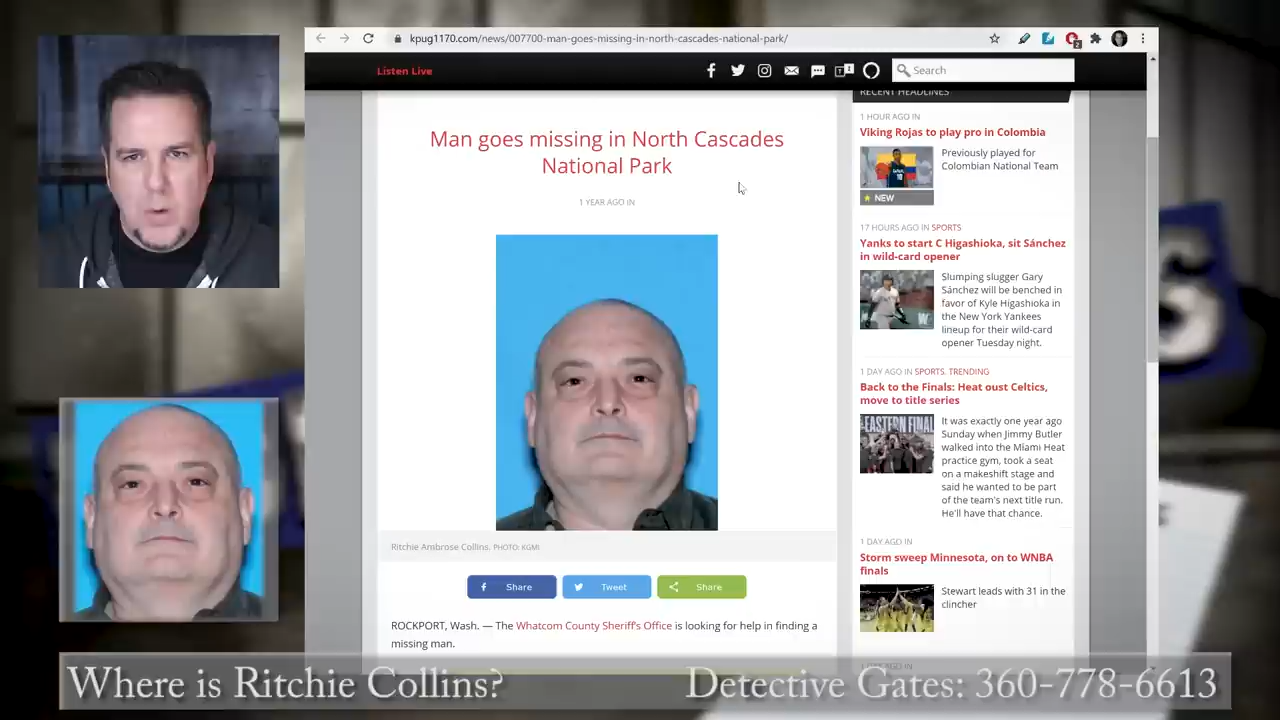 kpug1170.com/news/007700-man-goes-missing-in-north-cascades-national-park/
Listen Live
Search
Man goes missing in North Cascades
National Park
1 YEAR AGO IN
Ritchie Ambrose Collins. PHOTO: KGMI
Share
Tweet
Share
ROCKPORT, Wash. — The Whatcom County Sheriff's Office is looking for help in finding a
missing man.
RECENT HEADLINES
1 HOUR AGO IN
Viking Rojas to play pro in Colombia
Previously played for
Colombian National Team
NEW
17 HOURS AGO IN SPORTS
Yanks to start C Higashioka, sit Sánchez
in wild-card opener
Slumping slugger Gary
Sánchez will be benched in
favor of Kyle Higashioka in
the New York Yankees
lineup for their wild-card
opener Tuesday night.
1 DAY AGO IN SPORTS, TRENDING
Back to the Finals: Heat oust Celtics,
move to title series
EASTERN FINAL
It was exactly one year ago
Sunday when Jimmy Butler
walked into the Miami Heat
practice gym, took a seat
on a makeshift stage and
said he wanted to be part
of the team's next title run.
He'll have that chance.
1 DAY AGO IN
Storm sweep Minnesota, on to WNBA
finals
Stewart leads with 31 in the
clincher
Where is Ritchie Collins?
Detective Gates: 360-778-6613